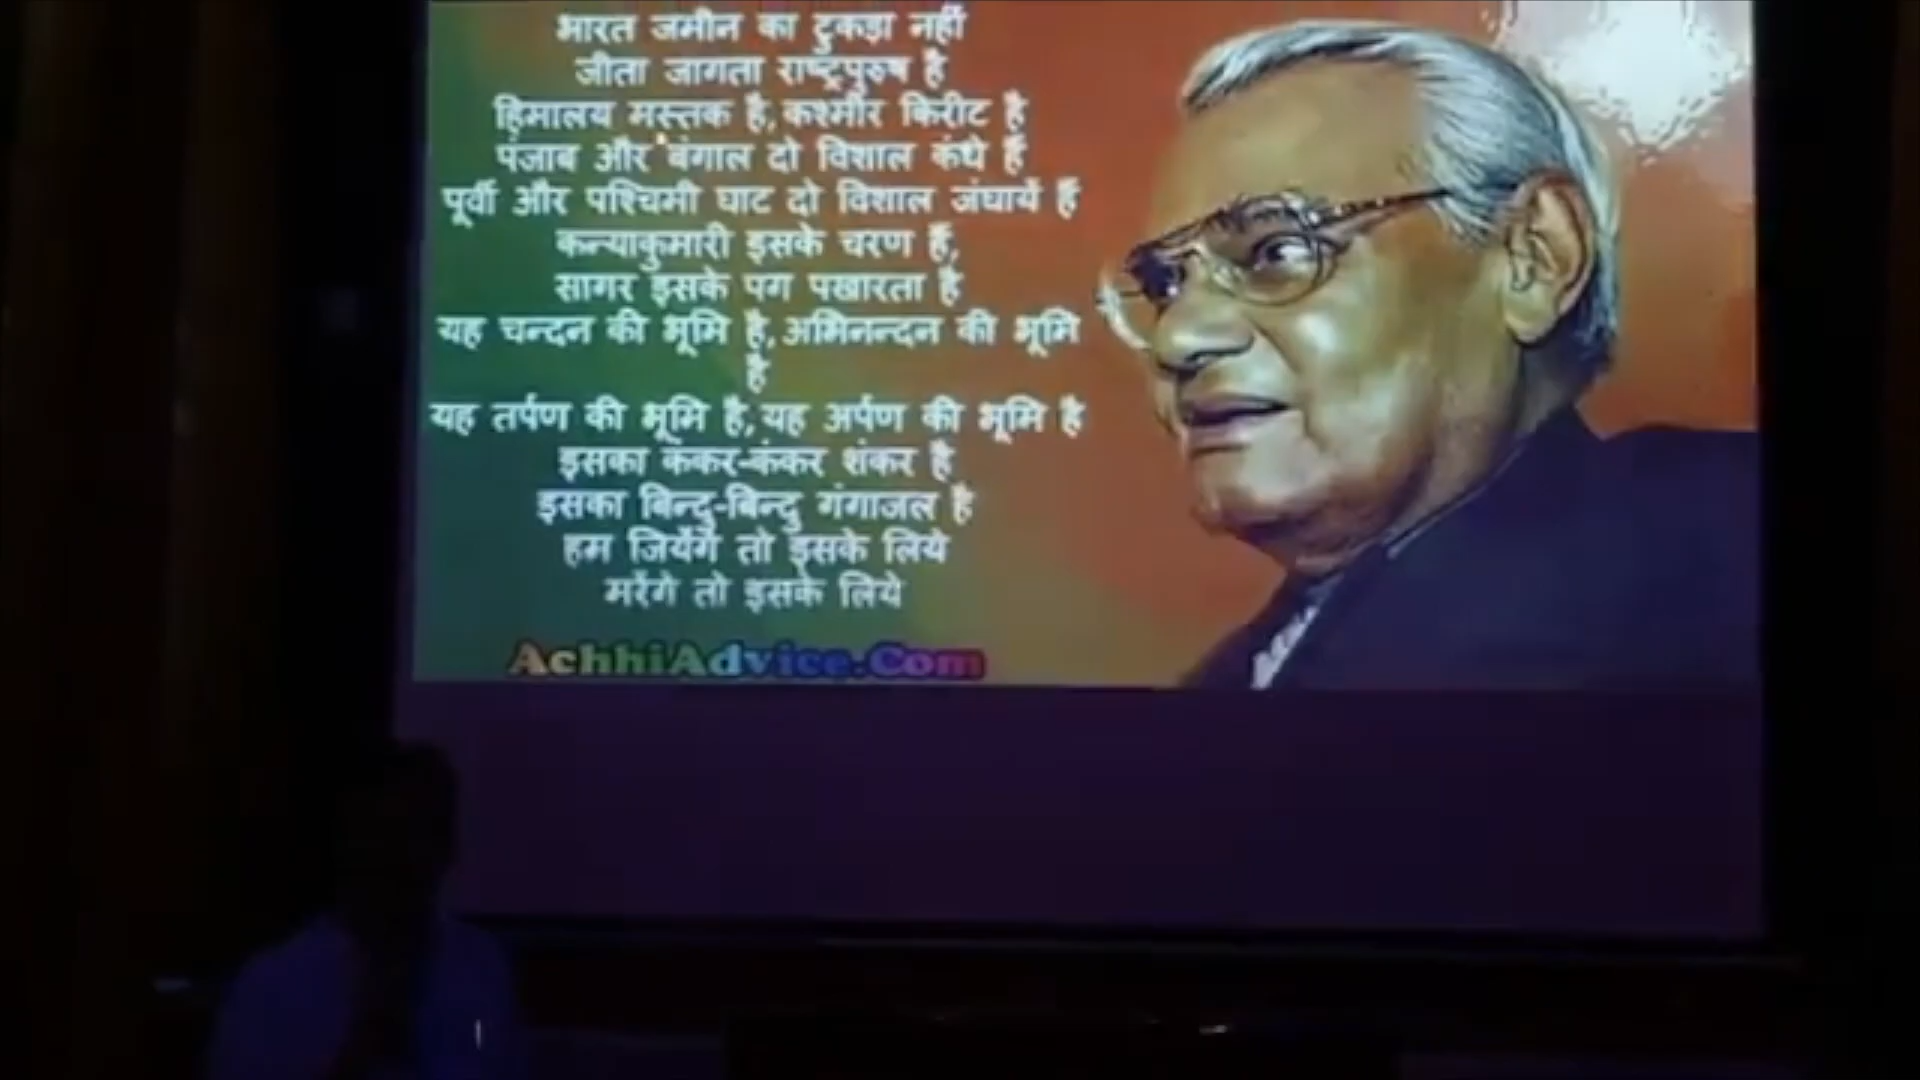 भारत जमीन का टुकड़ा नहीं
जीता जागता राष्ट्रपुरुष है
हिमालय मस्तक है, कश्मीर किरीट है
पंजाब और बंगाल दो विशाल कंधे हैं
पूर्वी और पश्चिमी घाट दो विशाल जंघायें हैं
कन्याकुमारी इसके चरण हैं,
सागर इसके पग पखारता है
यह चन्दन की भूमि है, अभिनन्दन की भूमि
है
यह तर्पण की भूमि है, यह अर्पण की भूमि है
इसका कंकर-कंकर शंकर है
इसका बिन्दु-बिन्दु गंगाजल है
हम जियेंगे तो इसके लिये
मरेंगे तो इसके लिये
AchhiAdvice.Com